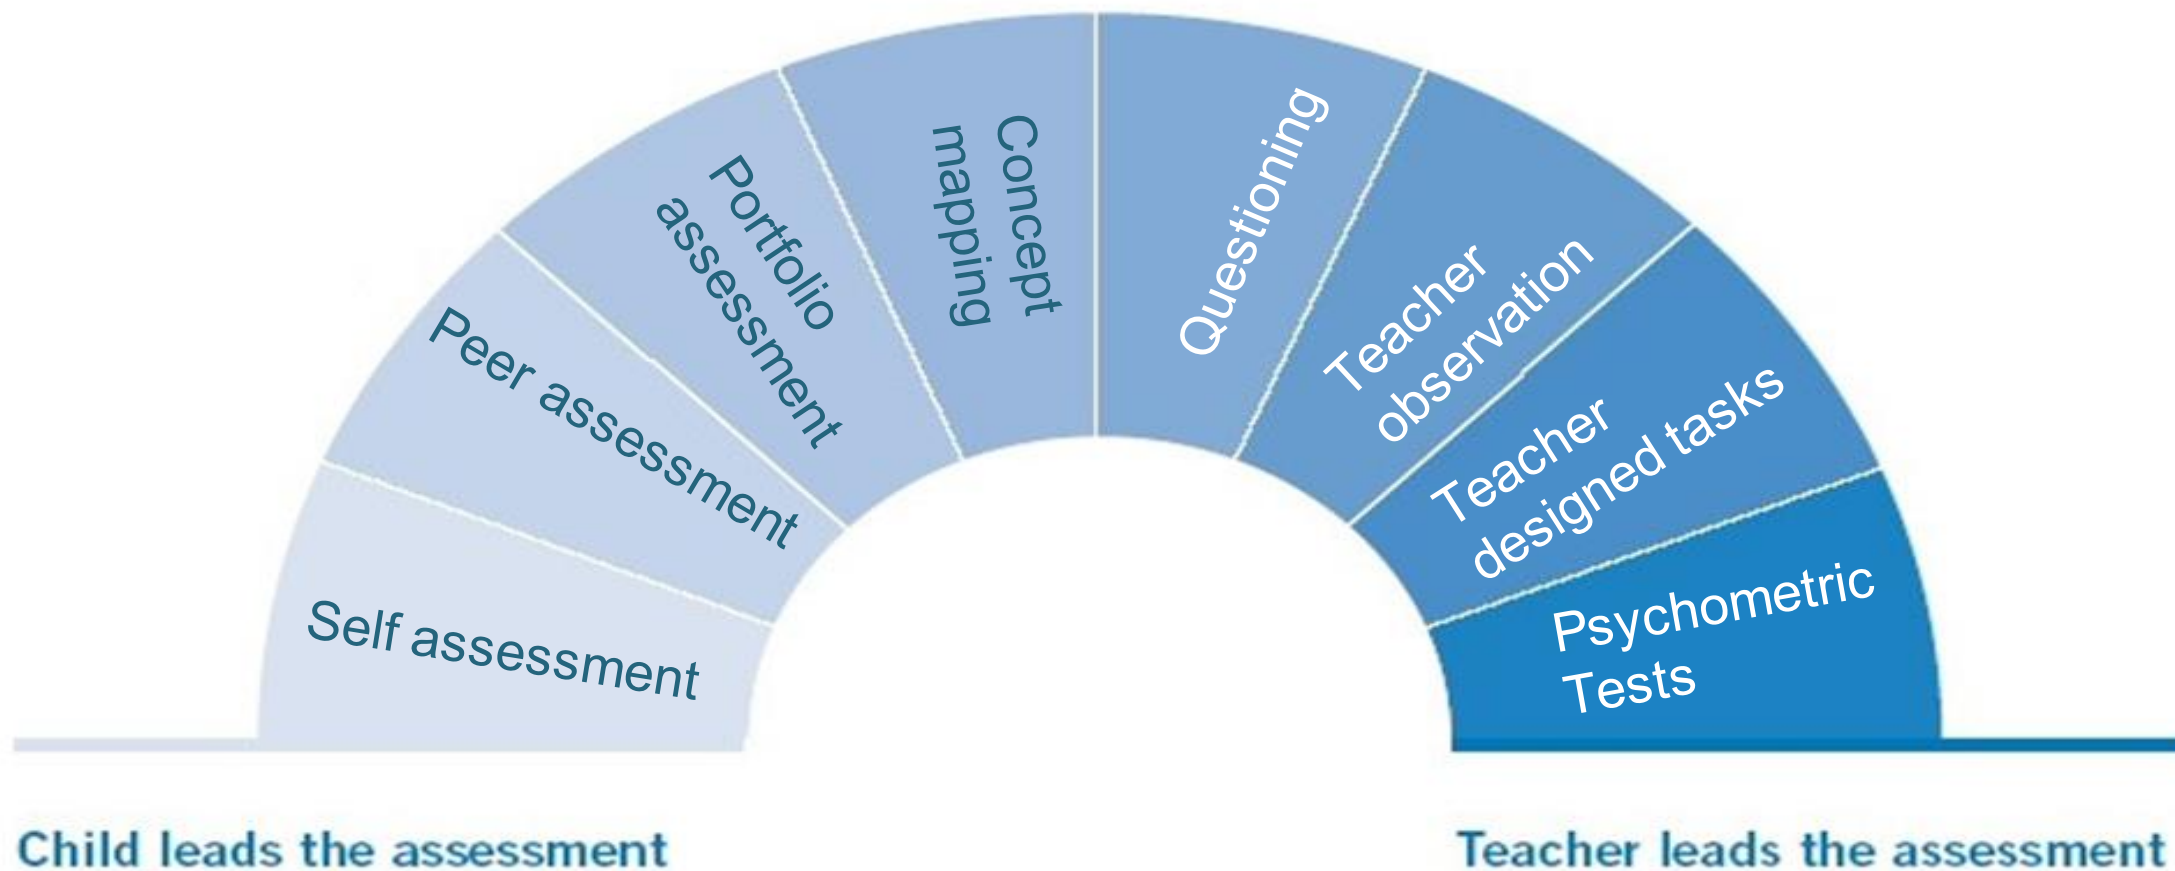 Self assessment
Peer assessment
Portfolio
assessment
Concept
mapping
Questioning
Teacher
observation
Teacher
designed tasks
Psychometric
Tests
Child leads the assessment
Teacher leads the assessment